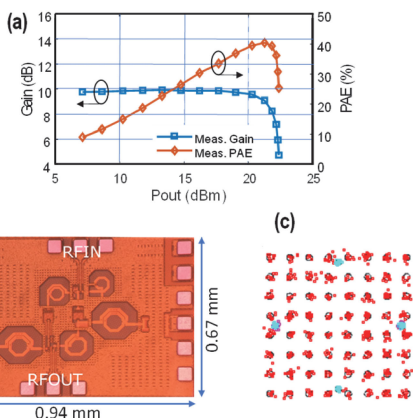 (a)
16
14
12
10
8
6
4
Gain (dB)
50
40
30
20
10
0
PAE (%)
Meas. Gain
Meas. PAE
5
10
15
20
25
Pout (dBm)
RFIN
RFOUT
0.67 mm
0.94 mm
(c)